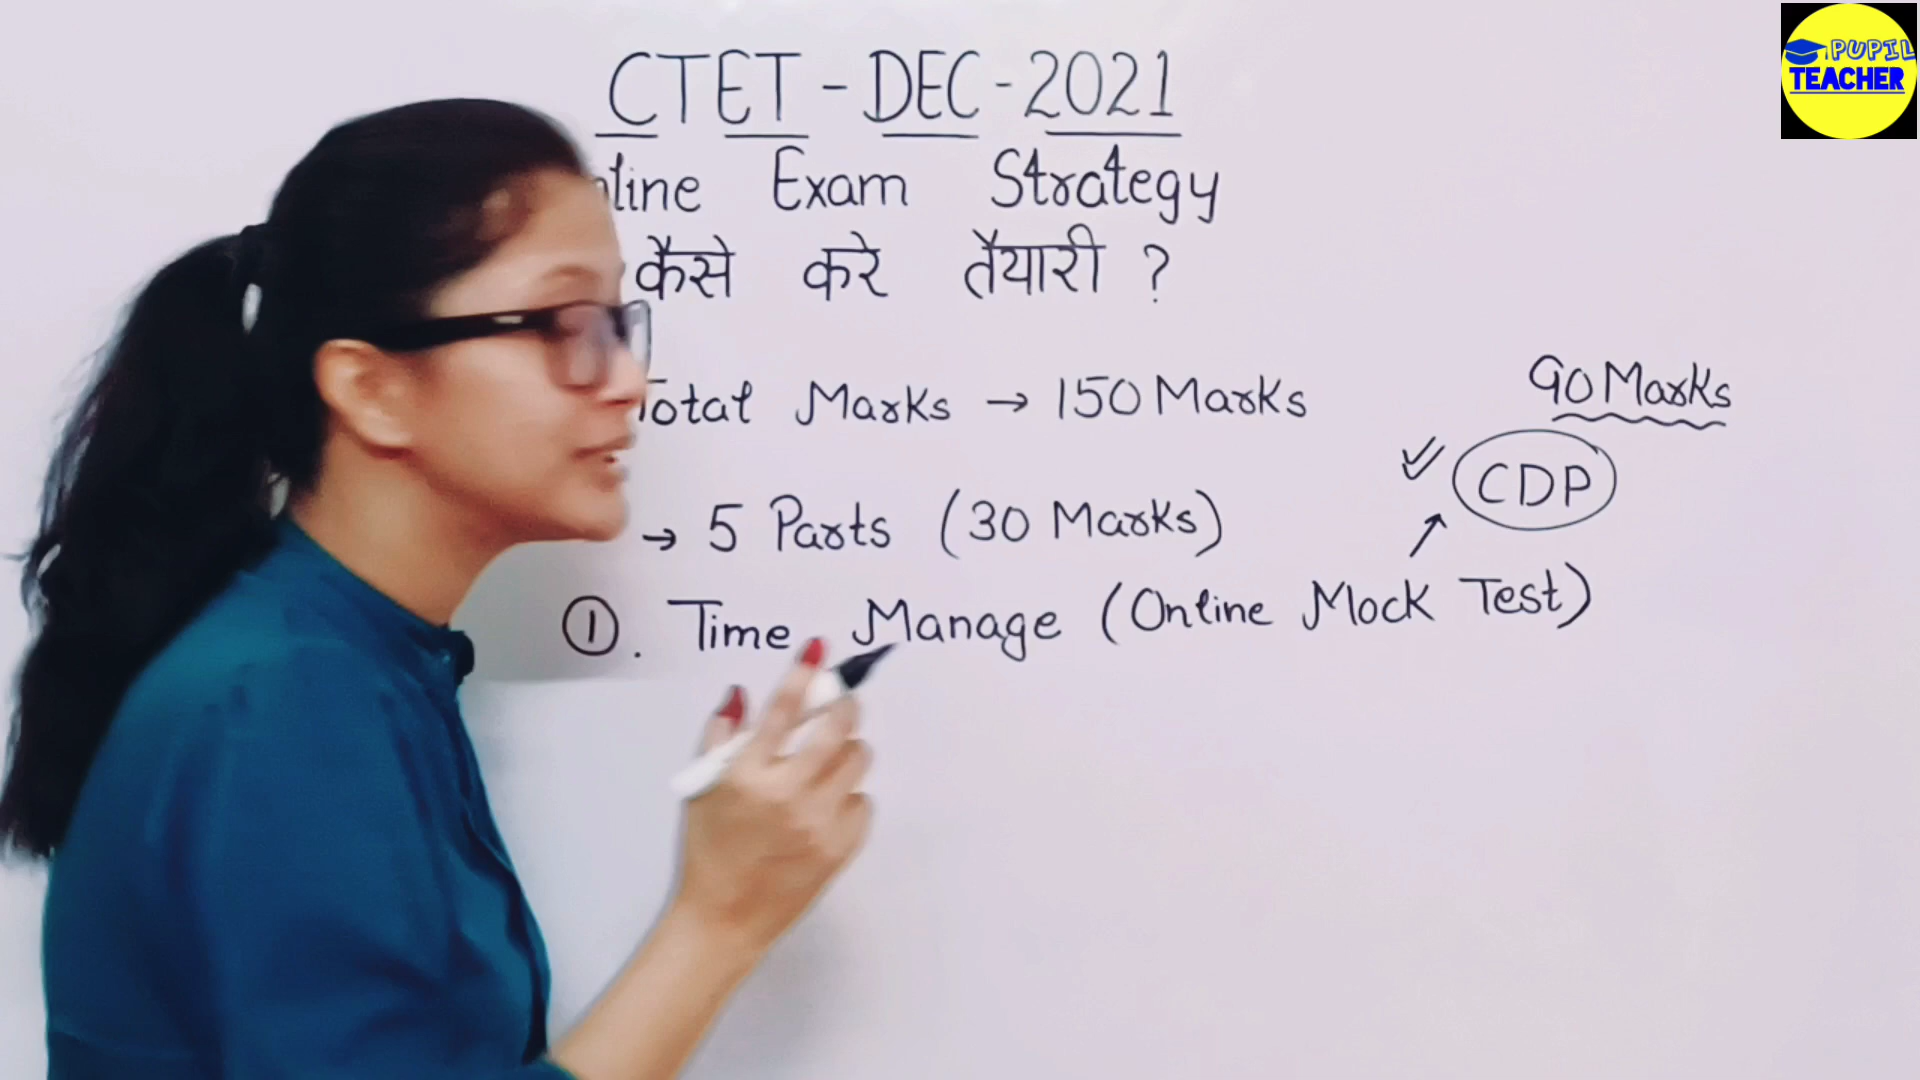 CTET - DEC - 2021
line Exam Strategy
कैसे करे तैयारी ?
Total Marks → 150 Marks
→ 5 Parts (30 Marks)
①. Time Manage (Online Mock Test)
90 Marks
CDP
PUPIL
TEACHER